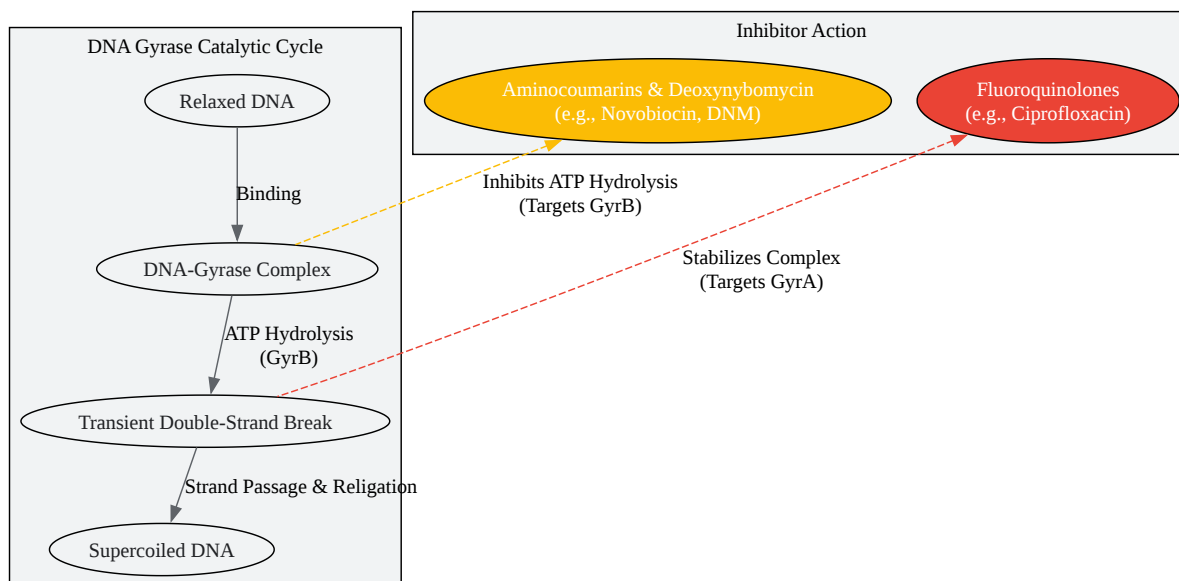 DNA Gyrase Catalytic Cycle
Relaxed DNA
Binding
DNA-Gyrase Complex
ATP Hydrolysis
(GyrB)
Transient Double-Strand Break
Strand Passage & Religation
Supercoiled DNA
Inhibitor Action
Aminocoumarins & Deoxynybomycin
(e.g., Novobiocin, DNM)
Fluoroquinolones
(e.g., Ciprofloxacin)
Inhibits ATP Hydrolysis
(Targets GyrB)
Stabilizes Complex
(Targets GyrA)